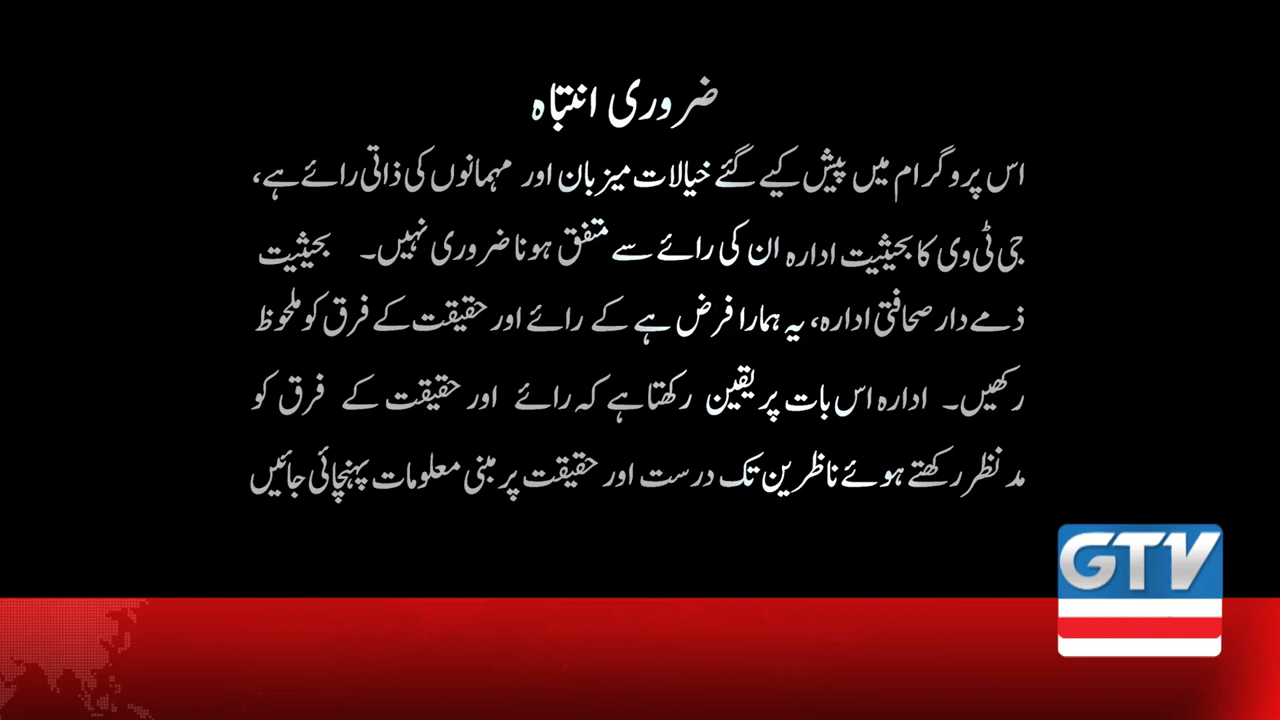 ضروری انتباہ
اس پروگرام میں پیش کیے گئے خیالات میزبان اور مہمانوں کی ذاتی رائے ہے،
جی ٹی وی کا بحیثیت ادارہ ان کی رائے سے متفق ہونا ضروری نہیں۔ بحیثیت
ذمے دار صحافتی ادارہ، یہ ہمارا فرض ہے کے رائے اور حقیقت کے فرق کو ملحوظ
رکھیں۔ ادارہ اس بات پر یقین رکھتا ہے کہ رائے اور حقیقت کے فرق کو
مد نظر رکھتے ہوئے ناظرین تک درست اور حقیقت پر مبنی معلومات پہنچائی جائیں
GTV